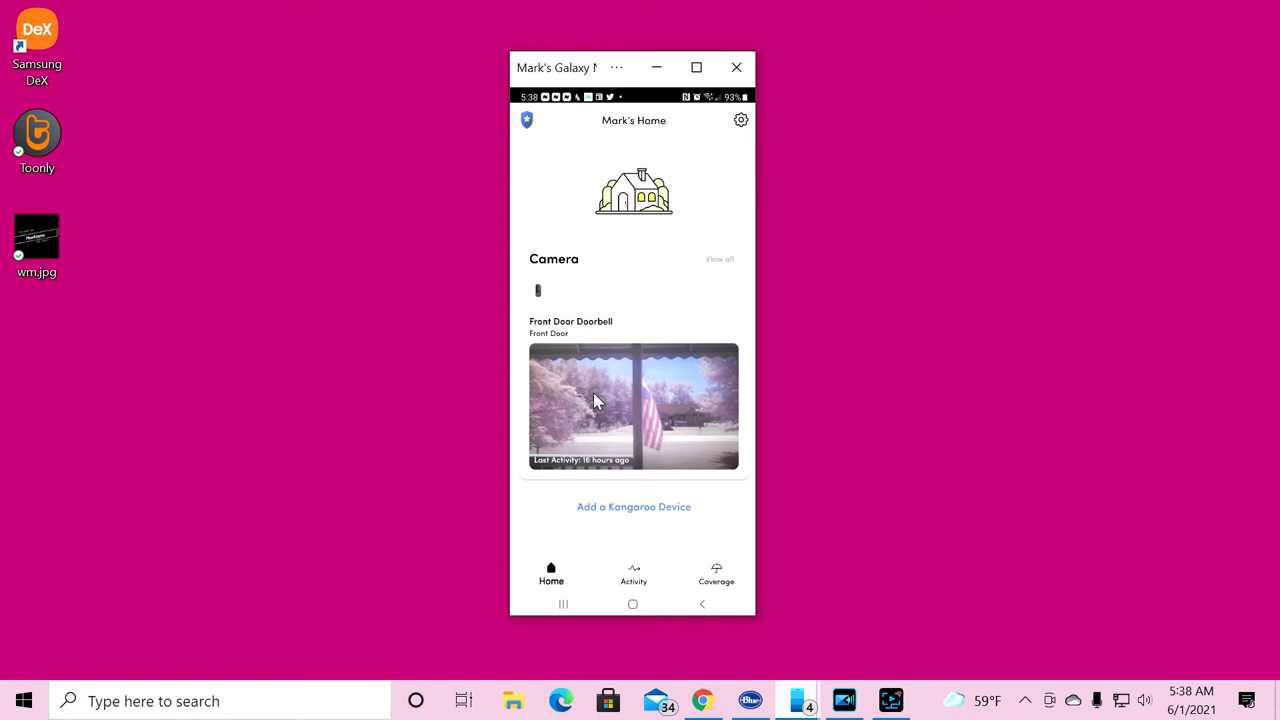 DeX
Samsung
DeX
Toonly
wm.jpg
Mark's Galaxy N
5:38
93%
Mark's Home
Camera
View all
Front Door Doorbell
Front Door
Last Activity: 16 hours ago
Add a Kangaroo Device
Home
Activity
Coverage
Type here to search
34
Blue
4
59°F
5:38 AM
6/1/2021